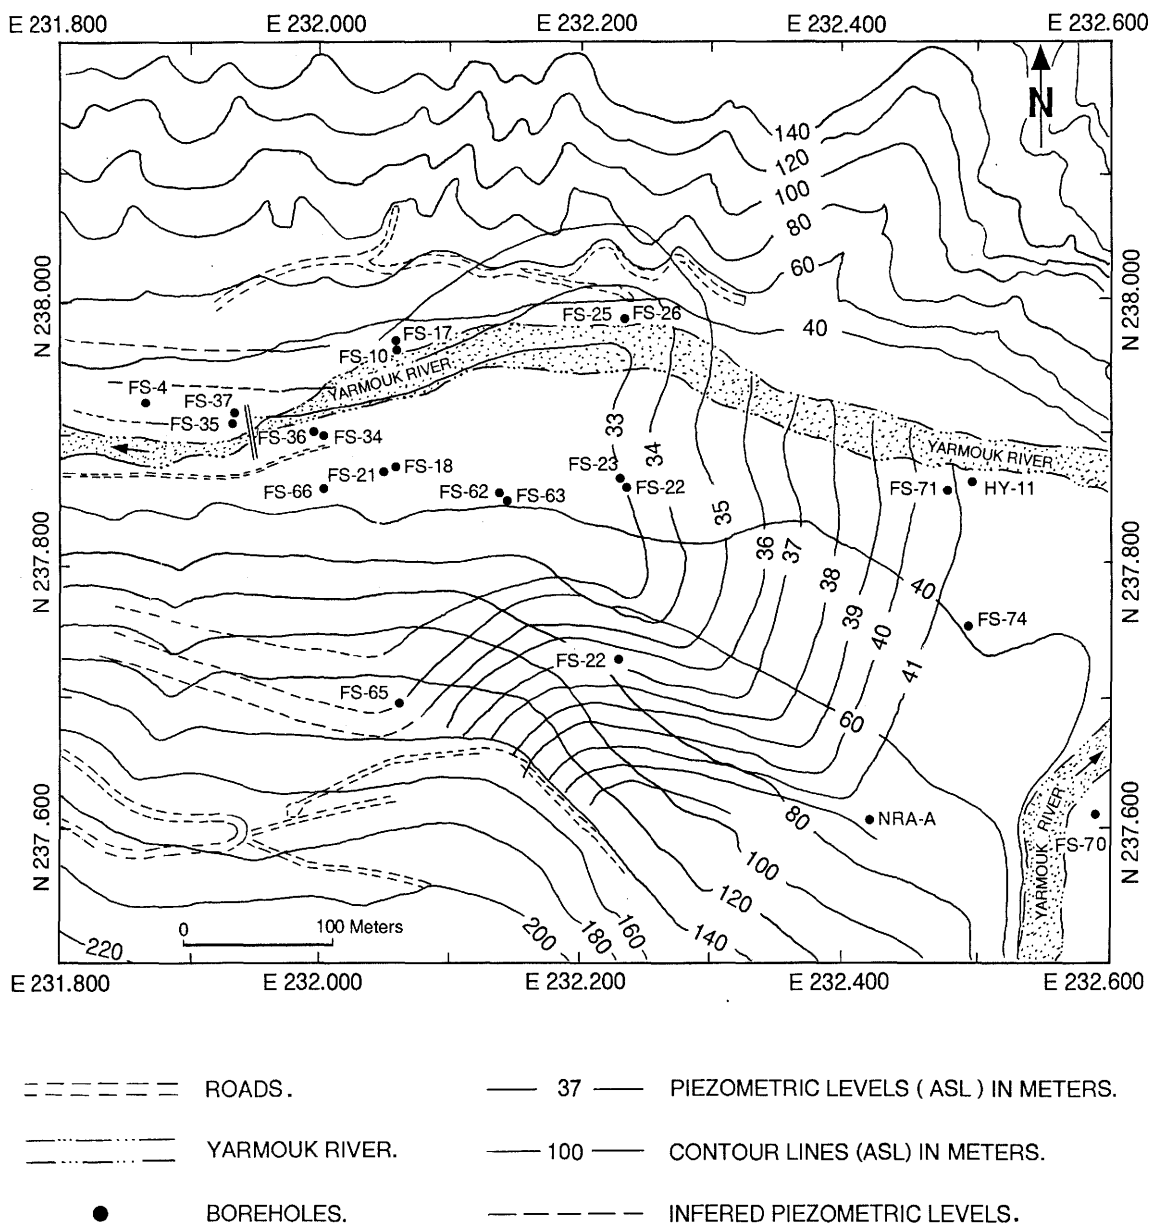 E 231.800 E 232.000 E 232.200 E 232.400 E 232.600
N
140
120
100
80
60
40
N 238.000
N 238.000
FS-25 FS-26
FS-17
FS-10
YARMOUK RIVER
FS-4
FS-37
FS-35
FS-36 FS-34
33
34
35
36
37
38
39
40
41
YARMOUK RIVER
FS-21 FS-18
FS-66
FS-62 FS-63
FS-23
FS-22
FS-71 HY-11
N 237.800
N 237.800
40
FS-74
FS-22
FS-65
60
80
NRA-A
YARMOUK RIVER
FS-70
N 237.600
N 237.600
100
120
140
160
180
200
220
0 100 Meters
E 231.800 E 232.000 E 232.200 E 232.400 E 232.600
ROADS. 37 PIEZOMETRIC LEVELS ( ASL ) IN METERS.
YARMOUK RIVER. 100 CONTOUR LINES (ASL) IN METERS.
BOREHOLES. INFERED PIEZOMETRIC LEVELS.